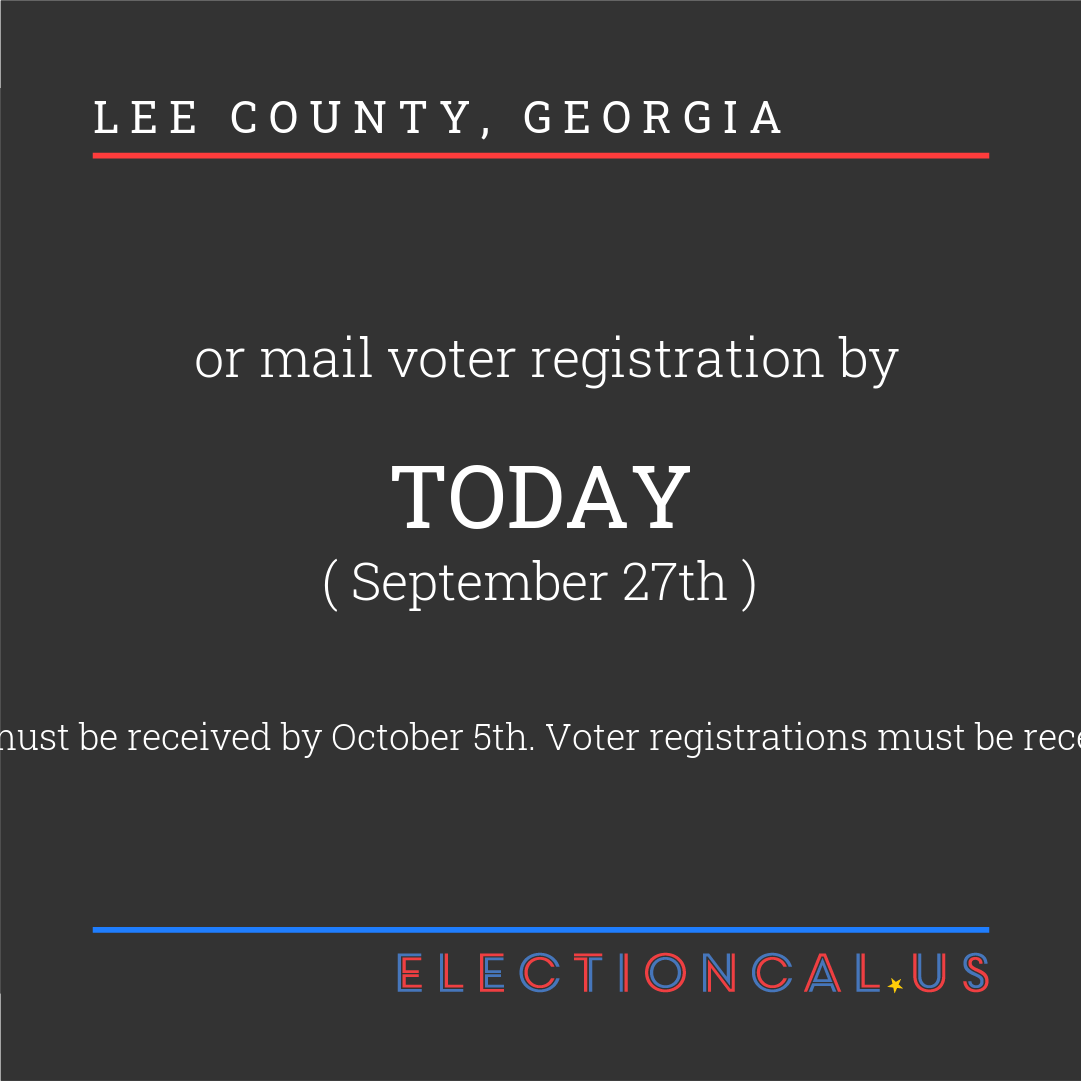 LEE COUNTY, GEORGIA
or mail voter registration by
TODAY
( September 27th )
must be received by October 5th. Voter registrations must be
ELECTIONCAL.US